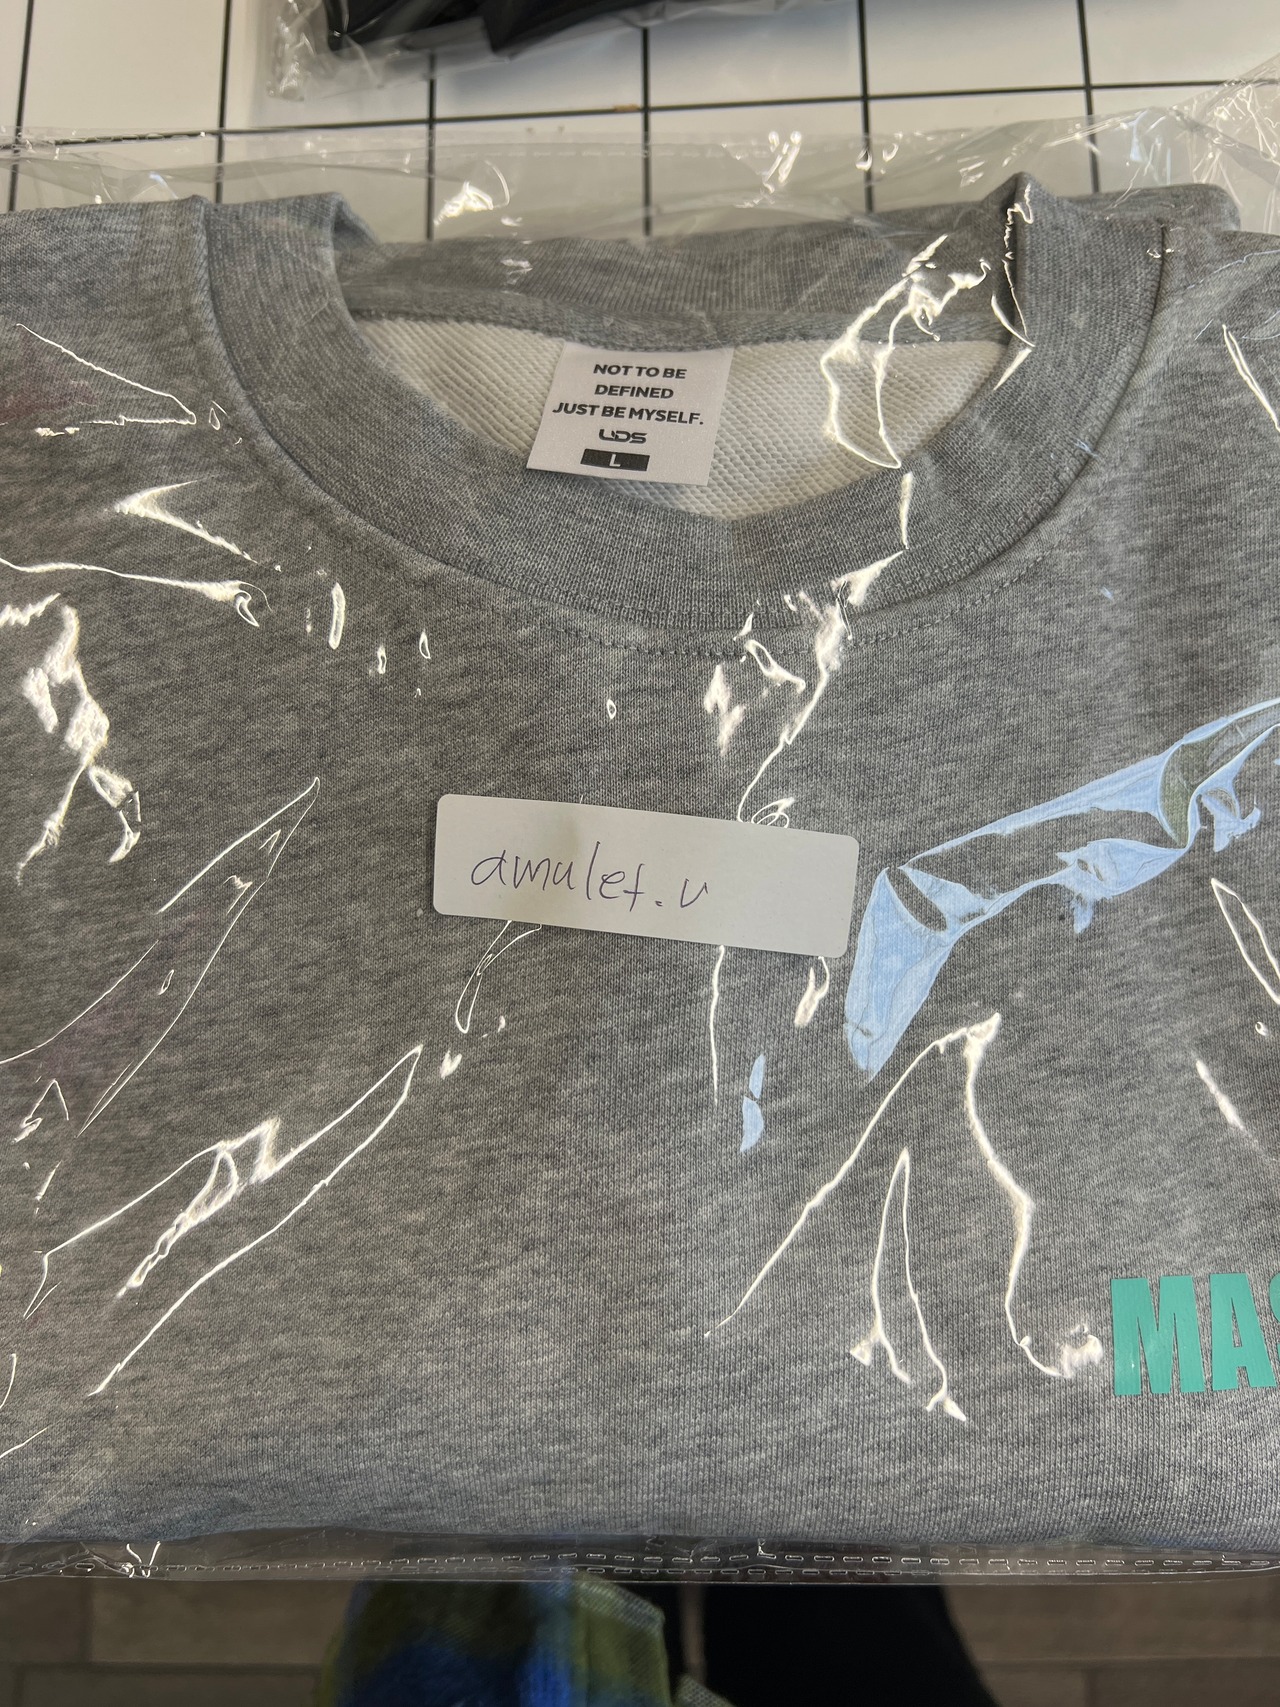 NOT TO BE
DEFINED
JUST BE MYSELF.
UDS
L
amulet.v
MAS